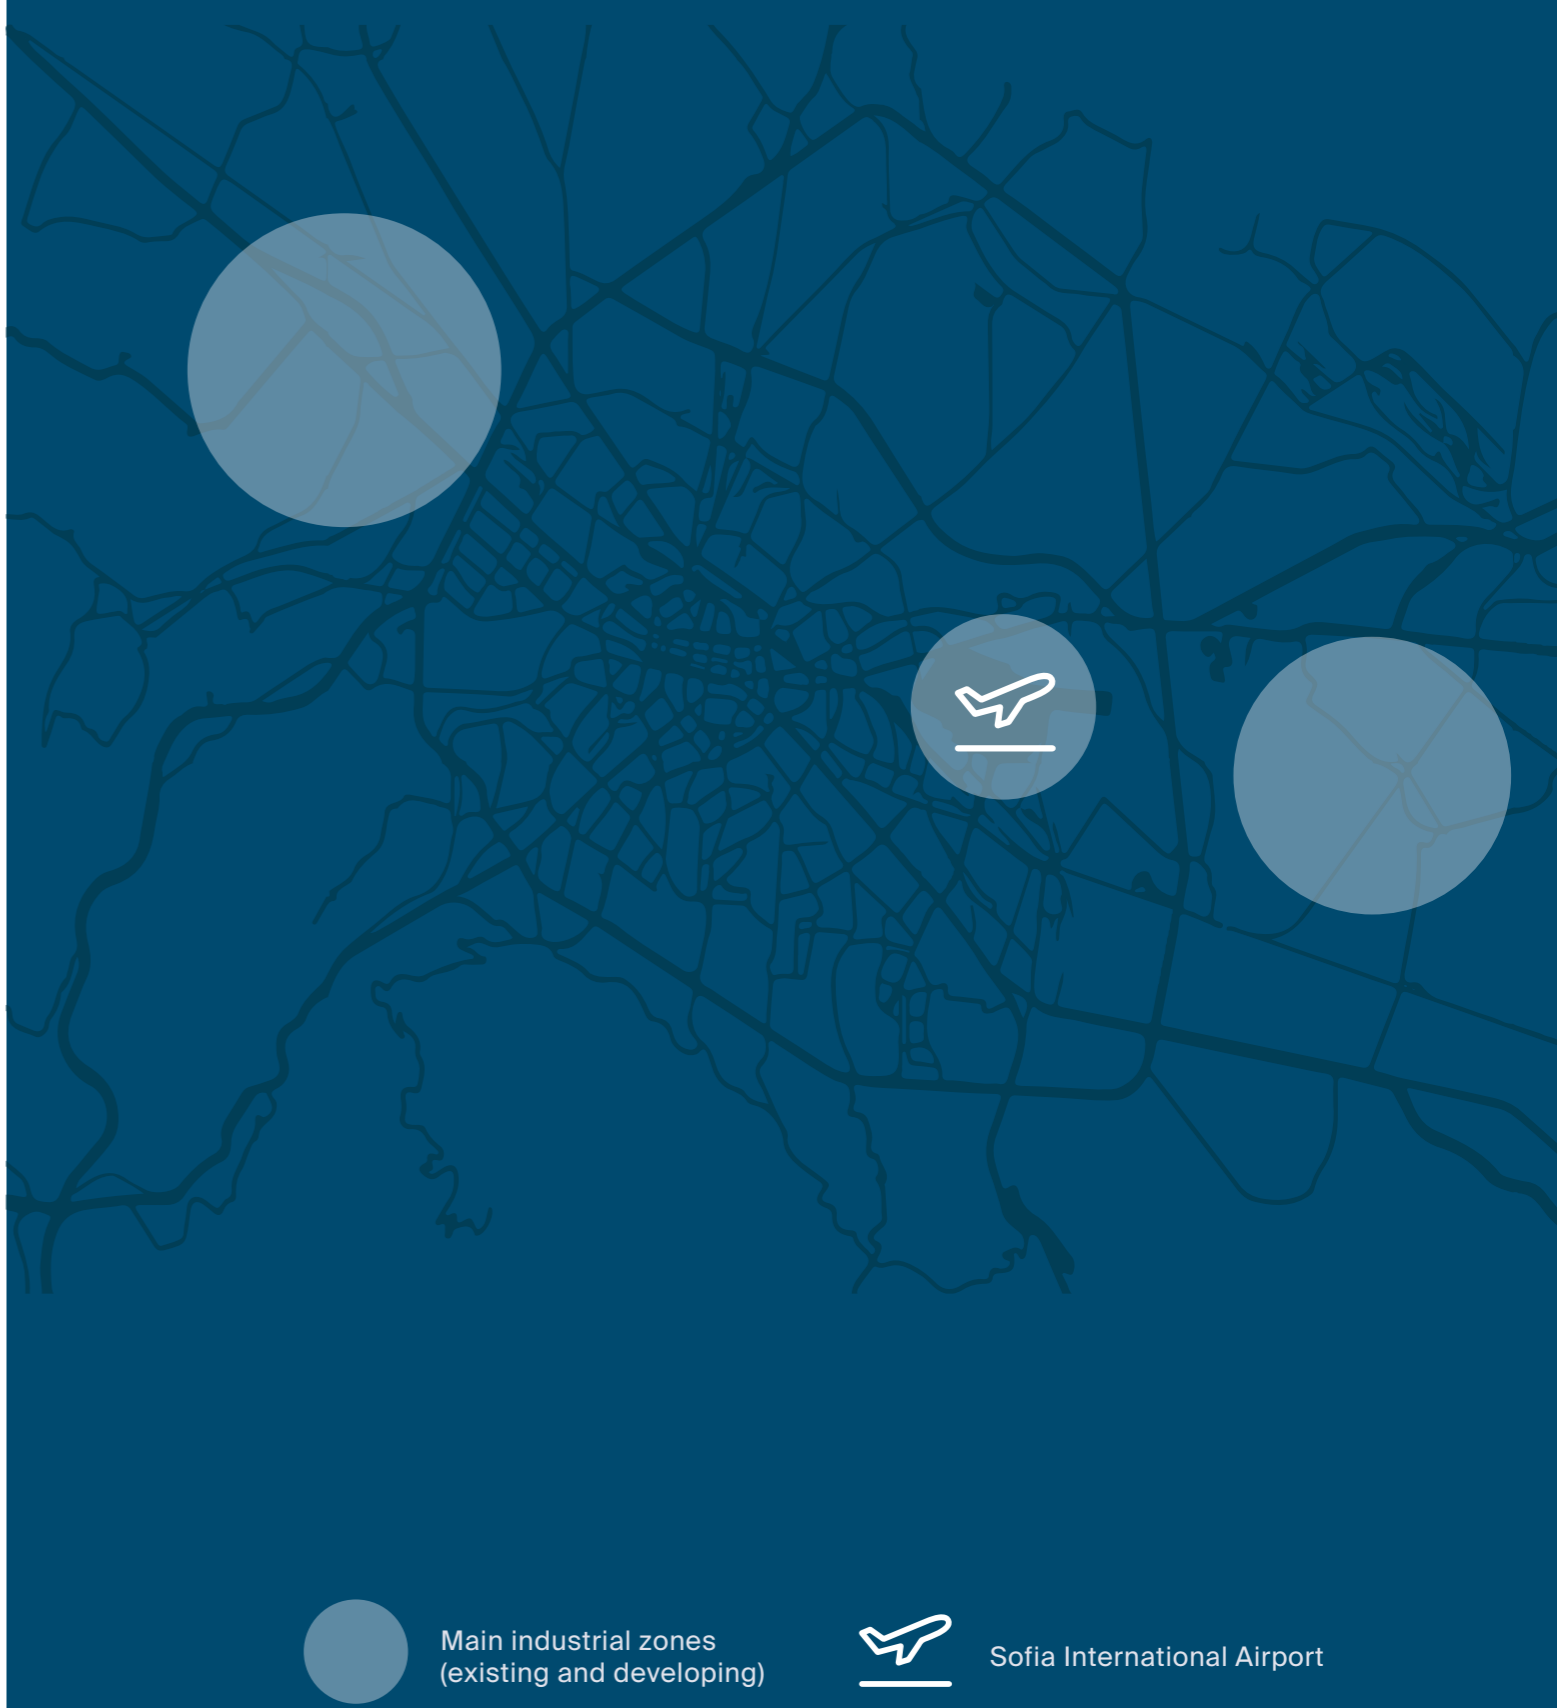 Main industrial zones
(existing and developing)
Sofia International Airport